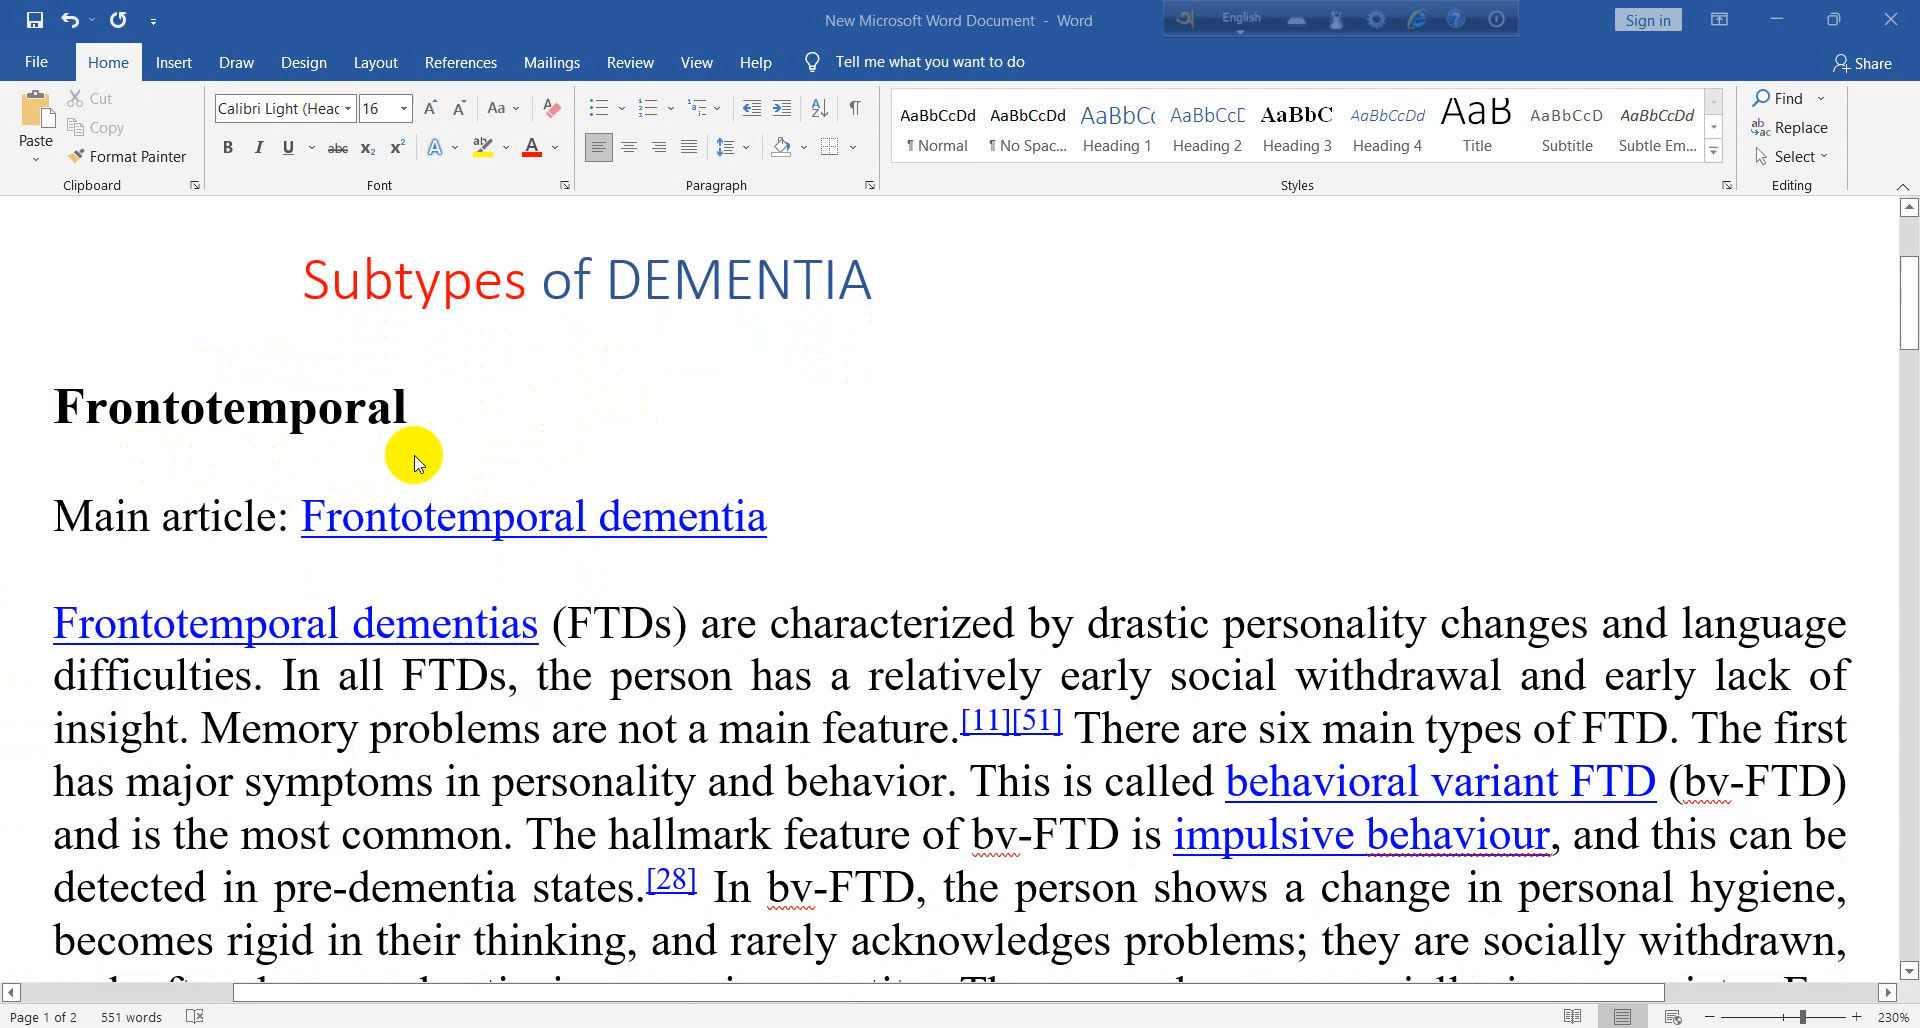 New Microsoft Word Document - Word
English
Sign in
File Home Insert Draw Design Layout References Mailings Review View Help Tell me what you want to do Share
Paste
Cut
Copy
Format Painter
Clipboard
Calibri Light (Heac 16
Aa
B I U abc X₂ X² A aby A
Font
Paragraph
AaBbCcDd AaBbCcDd AaBbCc AaBbCcC AaBbC AaBbCcDd AaB AaBbCcD AaBbCcDd
¶ Normal ¶ No Spac... Heading 1 Heading 2 Heading 3 Heading 4 Title Subtitle Subtle Em...
Styles
Find
Replace
Select
Editing
Subtypes of DEMENTIA
Frontotemporal
Main article: Frontotemporal dementia
Frontotemporal dementias (FTDs) are characterized by drastic personality changes and language
difficulties. In all FTDs, the person has a relatively early social withdrawal and early lack of
insight. Memory problems are not a main feature.[11][51] There are six main types of FTD. The first
has major symptoms in personality and behavior. This is called behavioral variant FTD (bv-FTD)
and is the most common. The hallmark feature of bv-FTD is impulsive behaviour, and this can be
detected in pre-dementia states.[28] In bv-FTD, the person shows a change in personal hygiene,
becomes rigid in their thinking, and rarely acknowledges problems; they are socially withdrawn,
Page 1 of 2 551 words 230%